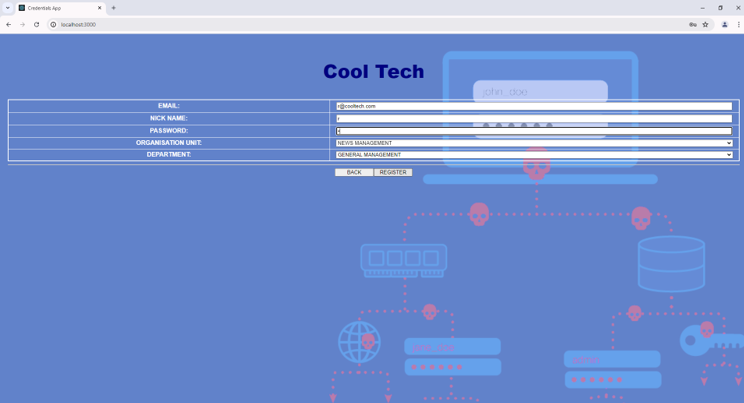 Credentials App
localhost:3000
Cool Tech
john_doe
EMAIL: r@cooltech.com
NICK NAME: r
PASSWORD:
ORGANISATION UNIT: NEWS MANAGEMENT
DEPARTMENT: GENERAL MANAGEMENT
BACK REGISTER